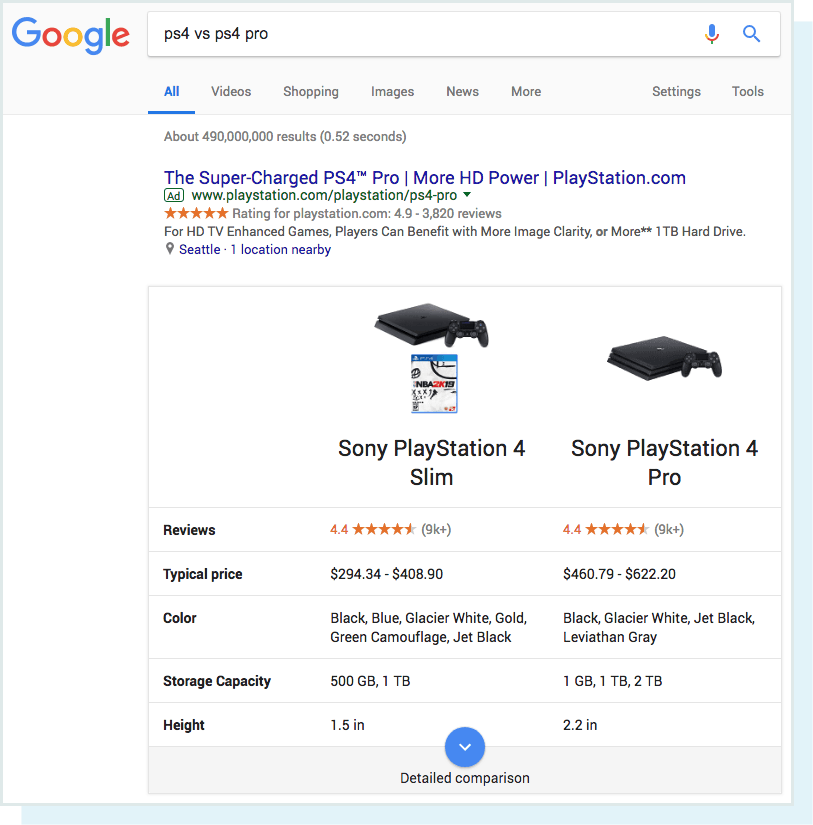 Google
ps4 vs ps4 pro
All Videos Shopping Images News More Settings Tools
About 490,000,000 results (0.52 seconds)
The Super-Charged PS4™ Pro | More HD Power | PlayStation.com
Ad www.playstation.com/playstation/ps4-pro
Rating for playstation.com: 4.9 - 3,820 reviews
For HD TV Enhanced Games, Players Can Benefit with More Image Clarity, or More** 1TB Hard Drive.
Seattle · 1 location nearby
NBA2K19
Sony PlayStation 4 Slim
Sony PlayStation 4 Pro
Reviews 4.4 (9k+) 4.4 (9k+)
Typical price $294.34 - $408.90 $460.79 - $622.20
Color Black, Blue, Glacier White, Gold, Black, Glacier White, Jet Black,
Green Camouflage, Jet Black Leviathan Gray
Storage Capacity 500 GB, 1 TB 1 GB, 1 TB, 2 TB
Height 1.5 in 2.2 in
Detailed comparison